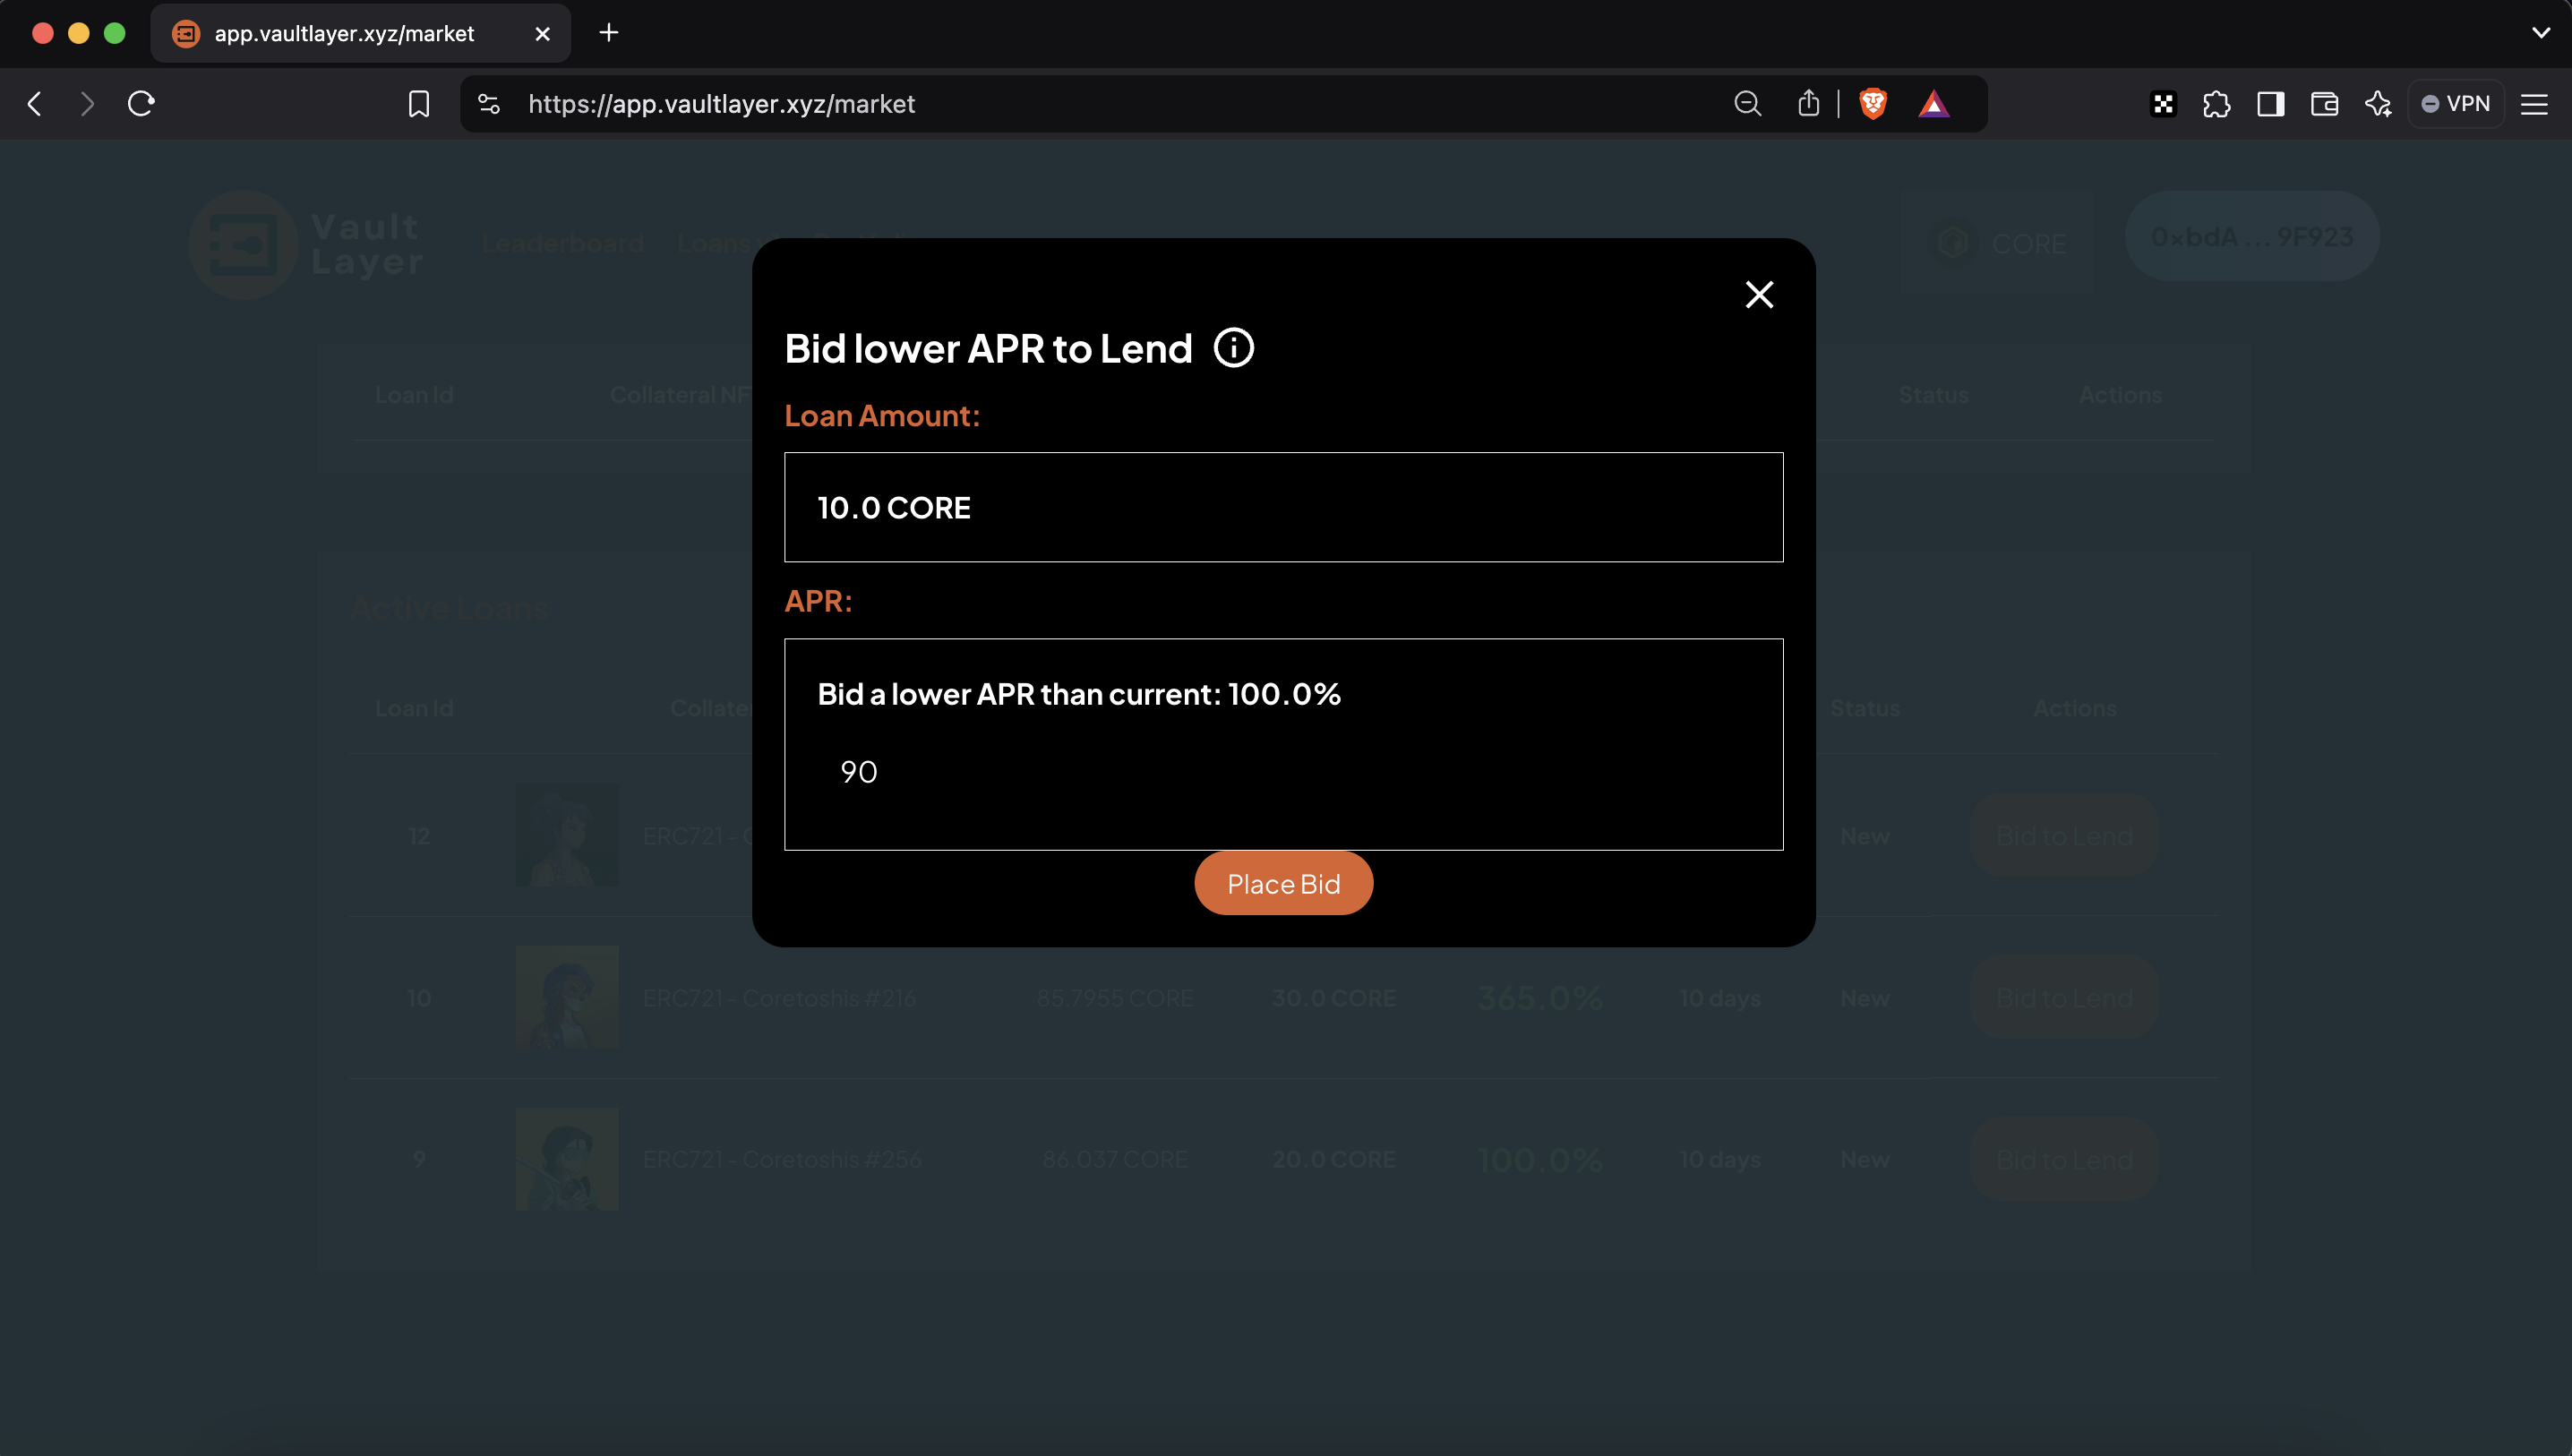 app.vaultlayer.xyz/market
https://app.vaultlayer.xyz/market
VPN
Vault
Layer
Leaderboard
Loans
CORE
0xbdA ... 9F923
Bid lower APR to Lend
Loan Amount:
10.0 CORE
APR:
Bid a lower APR than current: 100.0%
90
Place Bid
Loan Id
Status
Actions
Active Loans
Loan Id
Status
Actions
12
New
Bid to Lend
10
ERC721 - Coretoshis #216
85.7955 CORE
30.0 CORE
365.0%
10 days
New
Bid to Lend
9
ERC721 - Coretoshis #256
86.037 CORE
20.0 CORE
100.0%
10 days
New
Bid to Lend